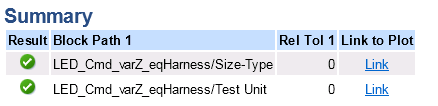 Summary
Result Block Path 1 Rel Tol 1 Link to Plot
LED_Cmd_varZ_eqHarness/Size-Type 0 Link
LED_Cmd_varZ_eqHarness/Test Unit 0 Link